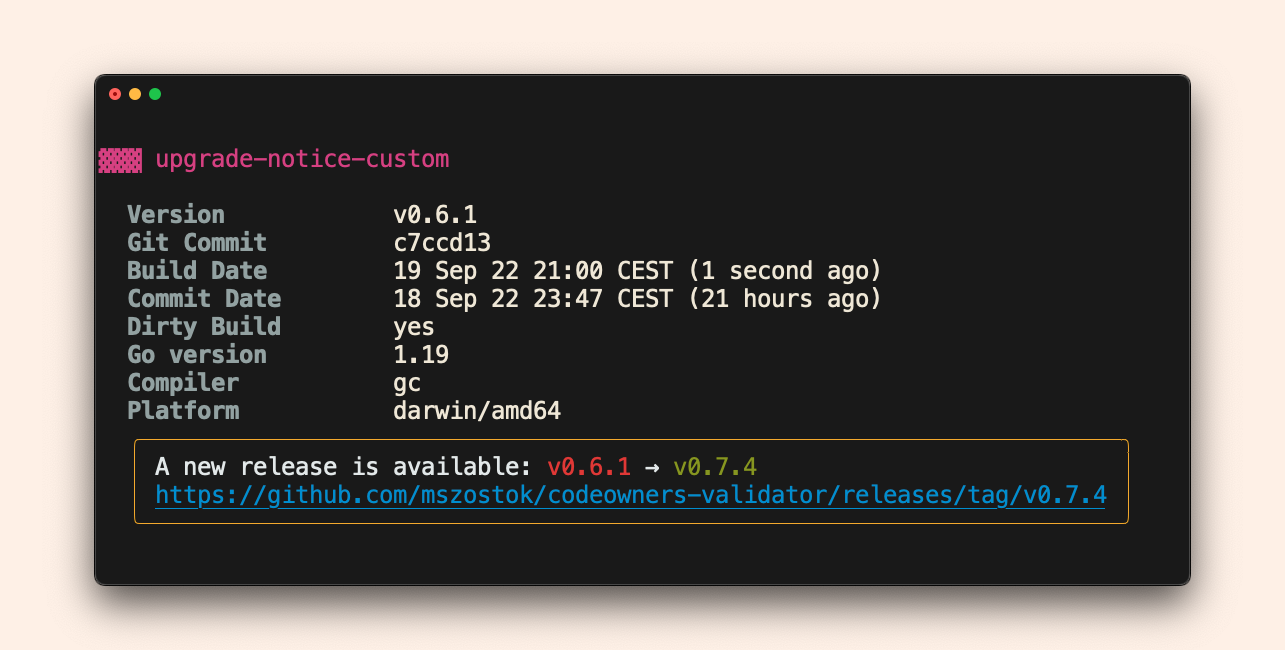 upgrade-notice-custom
Version v0.6.1
Git Commit c7ccd13
Build Date 19 Sep 22 21:00 CEST (1 second ago)
Commit Date 18 Sep 22 23:47 CEST (21 hours ago)
Dirty Build yes
Go version 1.19
Compiler gc
Platform darwin/amd64
A new release is available: v0.6.1 → v0.7.4
https://github.com/mszostok/codeowners-validator/releases/tag/v0.7.4